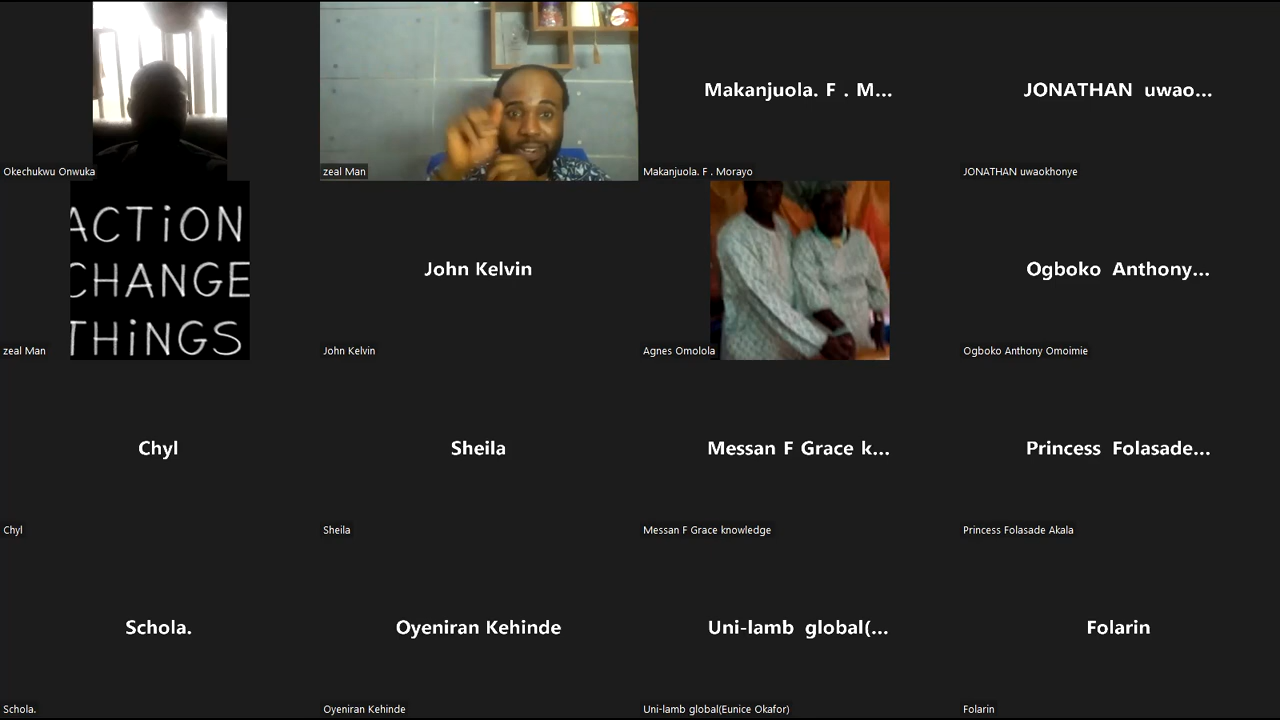 Okechukwu Onwuka
zeal Man
Makanjuola. F . M...
Makanjuola. F . Morayo
JONATHAN uwao...
JONATHAN uwaokhonye
ACTiON
CHANGE
THiNGS
zeal Man
John Kelvin
John Kelvin
Agnes Omolola
Ogboko Anthony...
Ogboko Anthony Omoimie
Chyl
Chyl
Sheila
Sheila
Messan F Grace k...
Messan F Grace knowledge
Princess Folasade...
Princess Folasade Akala
Schola.
Schola.
Oyeniran Kehinde
Oyeniran Kehinde
Uni-lamb global(...
Uni-lamb global(Eunice Okafor)
Folarin
Folarin